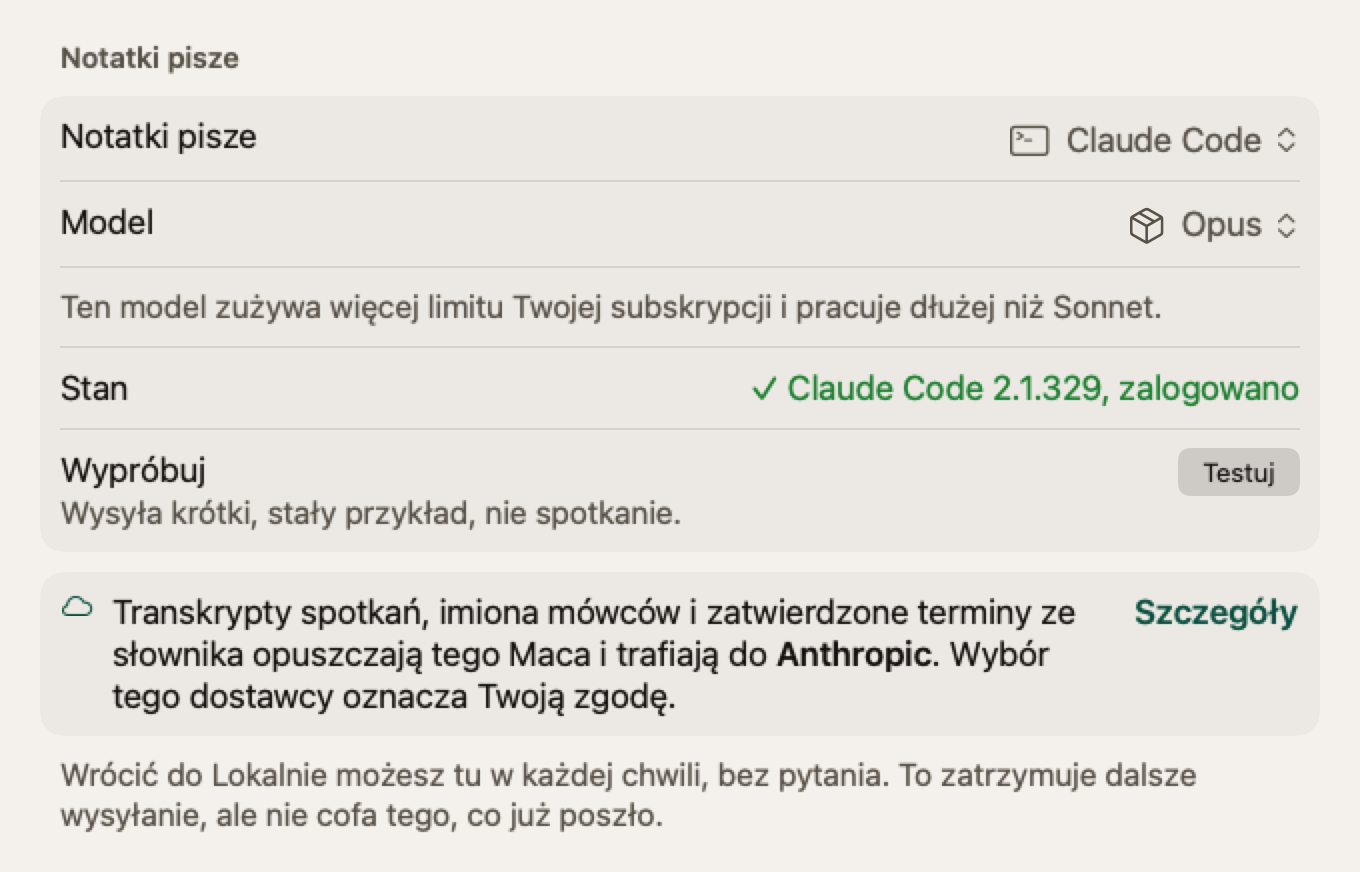 Notatki pisze
Notatki pisze
Claude Code
Model
Opus
Ten model zużywa więcej limitu Twojej subskrypcji i pracuje dłużej niż Sonnet.
Stan
✓ Claude Code 2.1.329, zalogowano
Wypróbuj
Testuj
Wysyła krótki, stały przykład, nie spotkanie.
Transkrypty spotkań, imiona mówców i zatwierdzone terminy ze
Szczegóły
słownika opuszczają tego Maca i trafiają do Anthropic. Wybór
tego dostawcy oznacza Twoją zgodę.
Wrócić do Lokalnie możesz tu w każdej chwili, bez pytania. To zatrzymuje dalsze
wysyłanie, ale nie cofa tego, co już poszło.